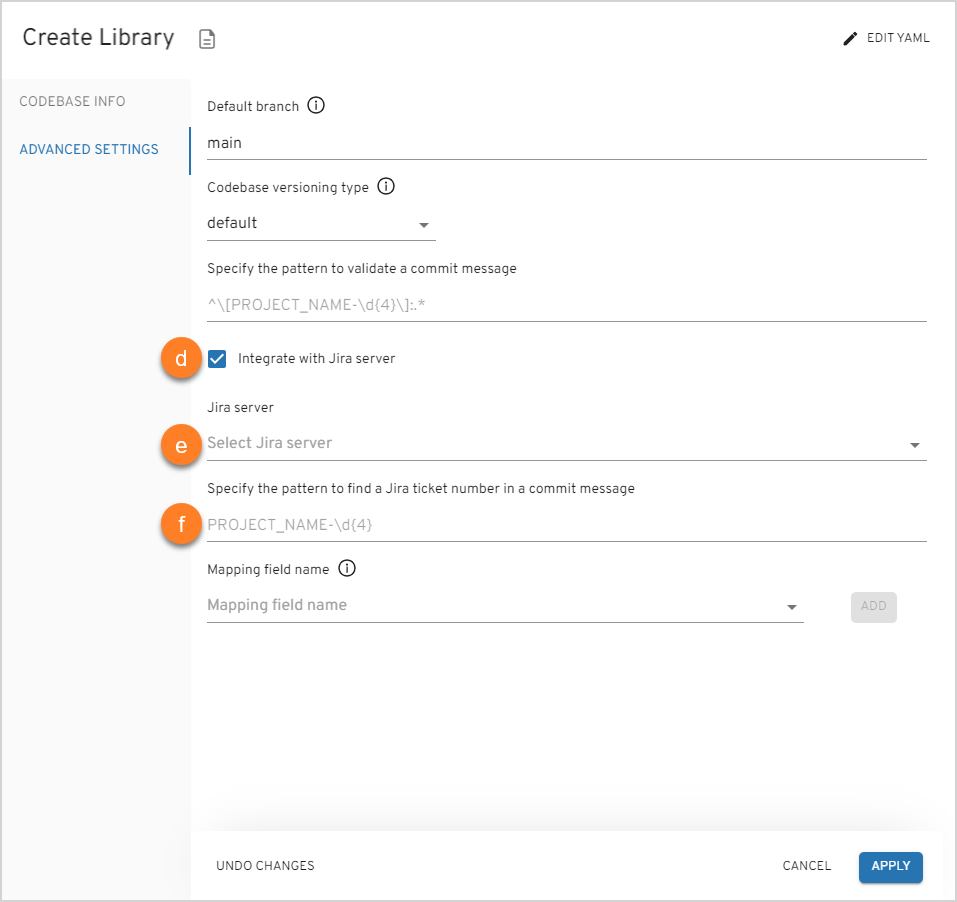 Create Library
EDIT YAML
CODEBASE INFO
ADVANCED SETTINGS
Default branch
main
Codebase versioning type
default
Specify the pattern to validate a commit message
^\[PROJECT_NAME-\d{4}\]:.*
d
Integrate with Jira server
Jira server
e
Select Jira server
Specify the pattern to find a Jira ticket number in a commit message
f
PROJECT_NAME-\d{4}
Mapping field name
Mapping field name
ADD
UNDO CHANGES
CANCEL
APPLY